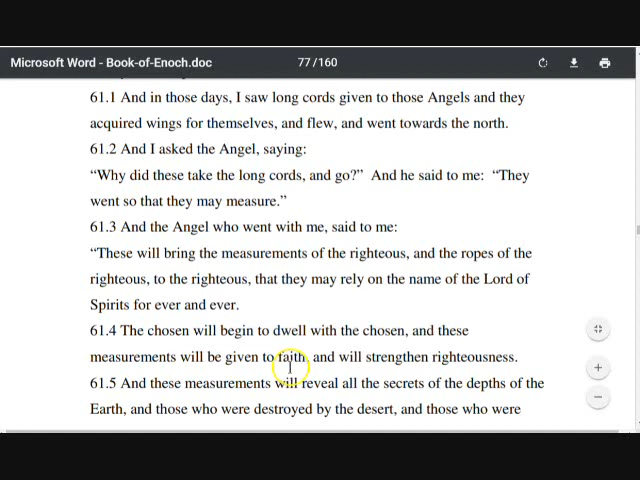 Microsoft Word - Book-of-Enoch.doc 77 / 160
61.1 And in those days, I saw long cords given to those Angels and they
acquired wings for themselves, and flew, and went towards the north.
61.2 And I asked the Angel, saying:
“Why did these take the long cords, and go?” And he said to me: “They
went so that they may measure.”
61.3 And the Angel who went with me, said to me:
“These will bring the measurements of the righteous, and the ropes of the
righteous, to the righteous, that they may rely on the name of the Lord of
Spirits for ever and ever.
61.4 The chosen will begin to dwell with the chosen, and these
measurements will be given to faith, and will strengthen righteousness.
61.5 And these measurements will reveal all the secrets of the depths of the
Earth, and those who were destroyed by the desert, and those who were